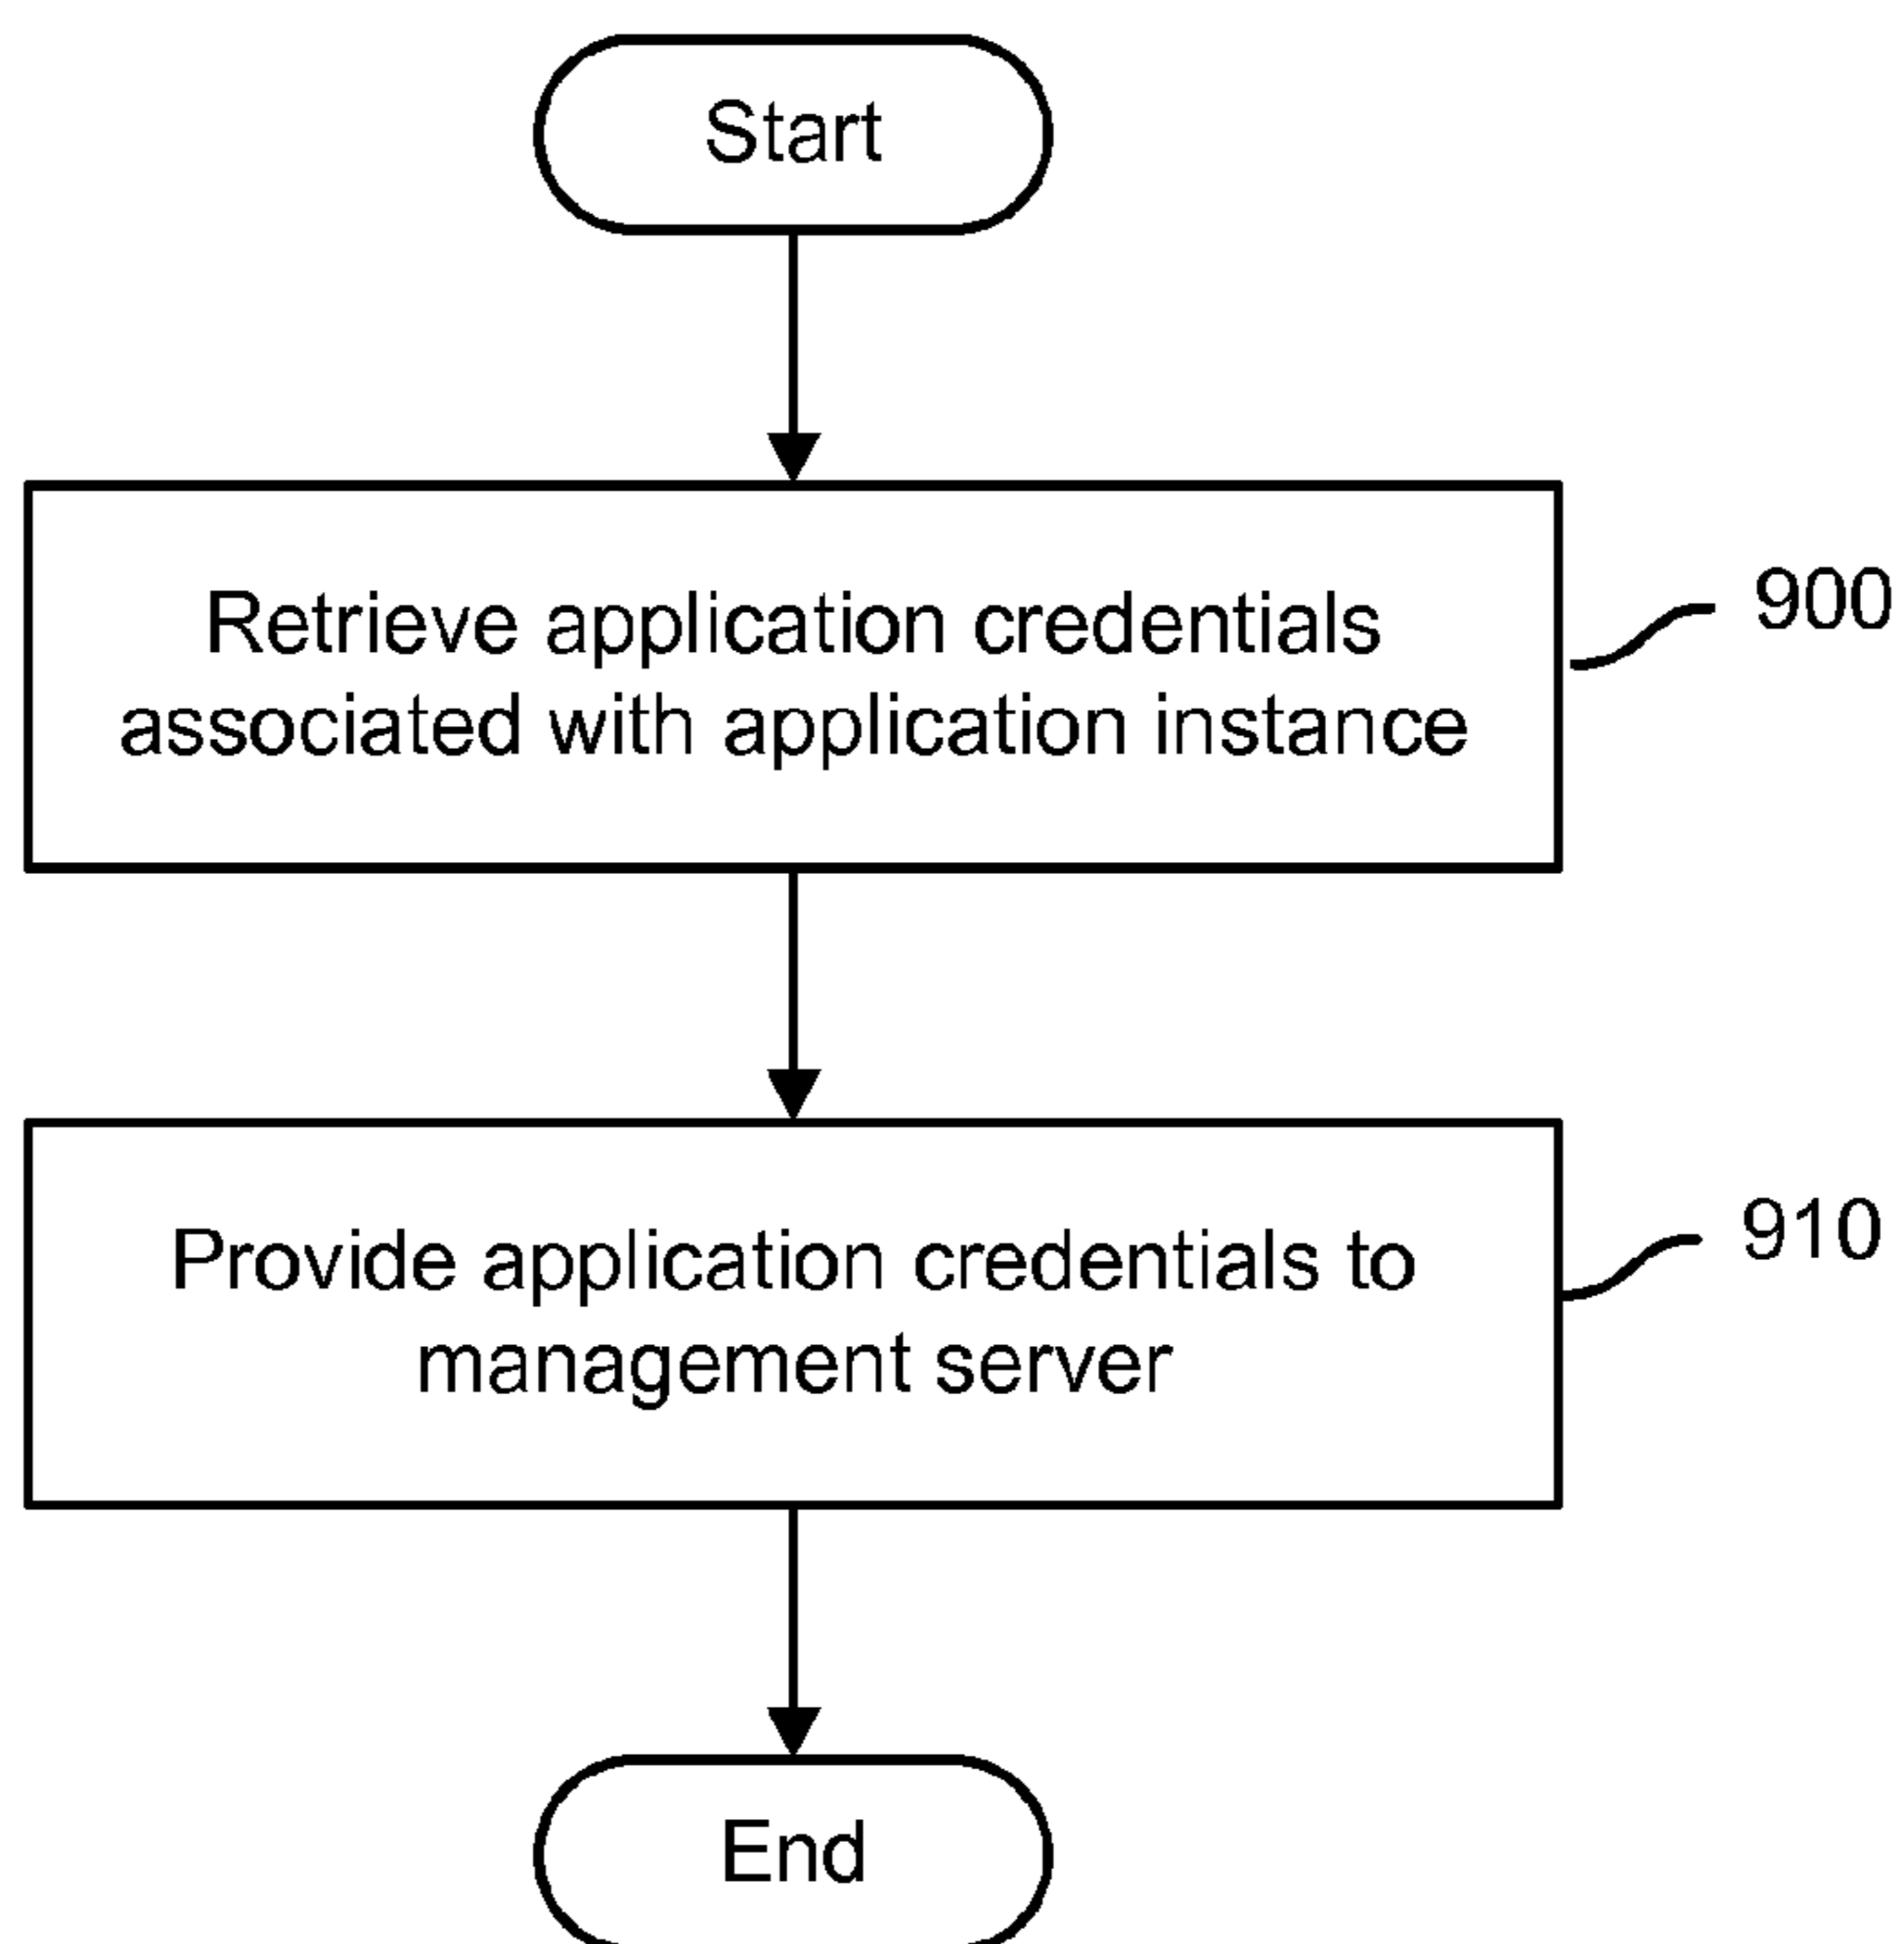 Start
Retrieve application credentials
associated with application instance
900
Provide application credentials to
management server
910
End